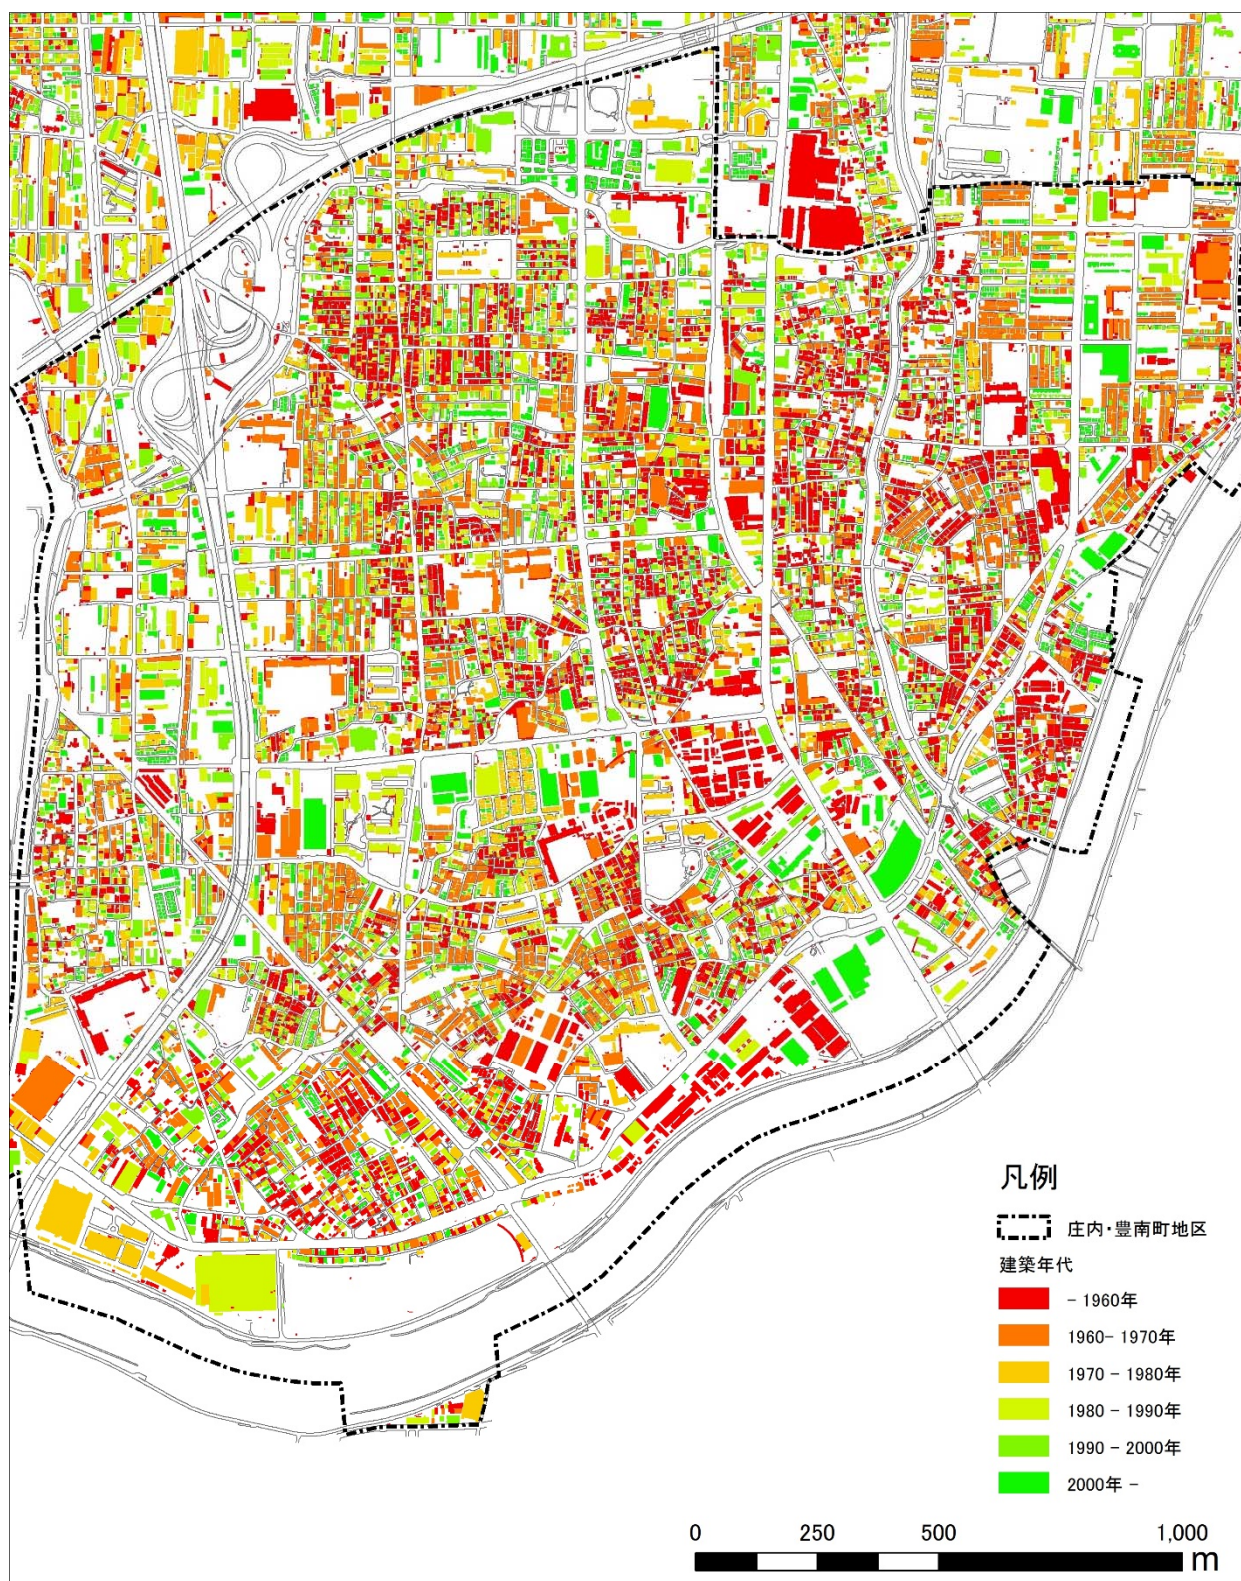 凡例
庄内・豊南町地区
建築年代
- 1960年
1960- 1970年
1970 - 1980年
1980 - 1990年
1990 - 2000年
2000年 -
0 250 500 1,000
m